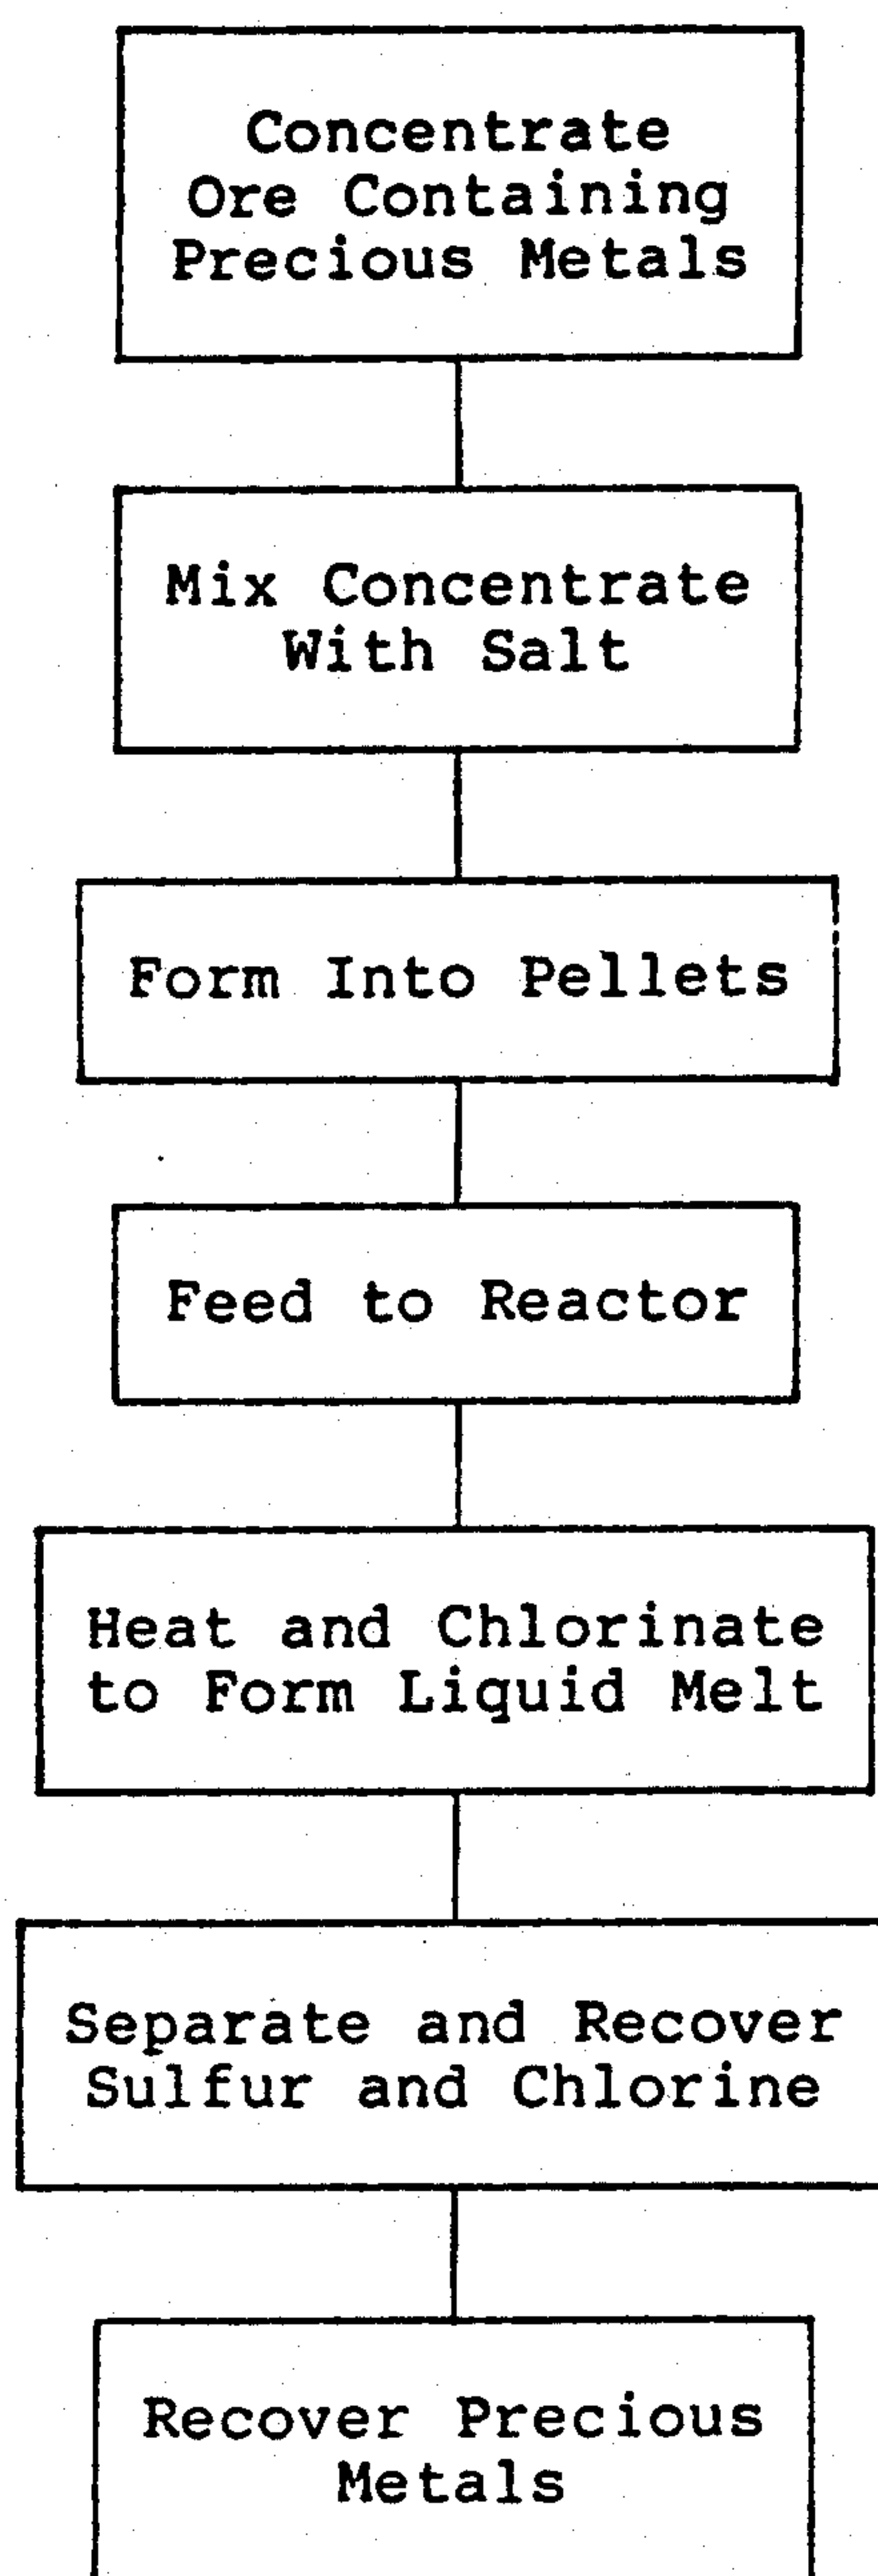 Concentrate
Ore Containing
Precious Metals
Mix Concentrate
With Salt
Form Into Pellets
Feed to Reactor
Heat and Chlorinate
to Form Liquid Melt
Separate and Recover
Sulfur and Chlorine
Recover Precious
Metals